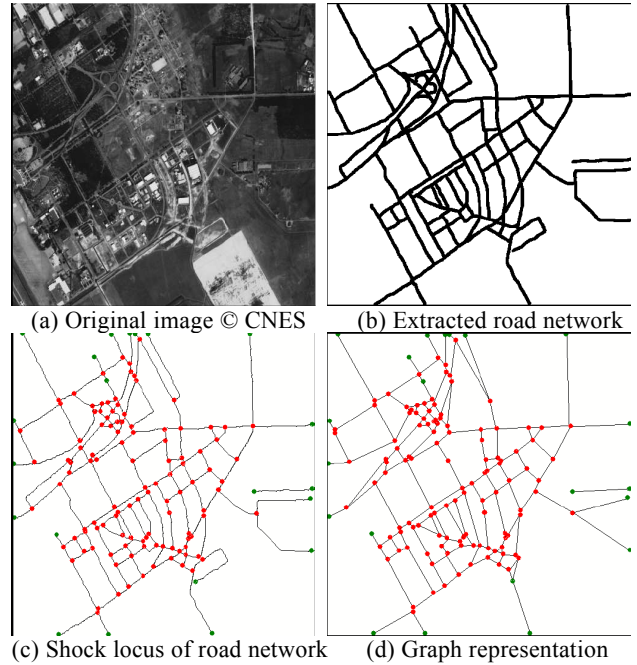 (a) Original image © CNES
(b) Extracted road network
(c) Shock locus of road network
(d) Graph representation